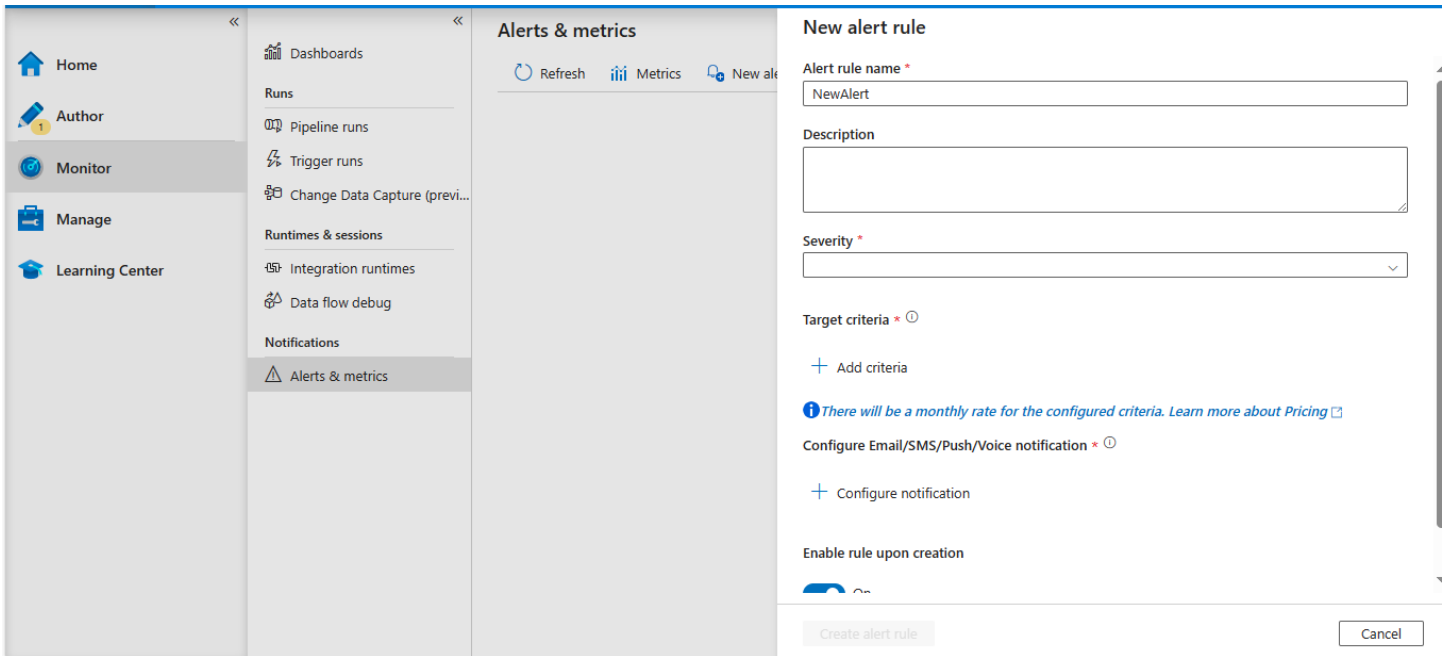 Home
Author
1
Monitor
Manage
Learning Center
Dashboards
Runs
Pipeline runs
Trigger runs
Change Data Capture (previ...
Runtimes & sessions
Integration runtimes
Data flow debug
Notifications
Alerts & metrics
Alerts & metrics
Refresh Metrics New ale
New alert rule
Alert rule name *
NewAlert
Description
Severity *
Target criteria *
Add criteria
There will be a monthly rate for the configured criteria. Learn more about Pricing
Configure Email/SMS/Push/Voice notification *
Configure notification
Enable rule upon creation
On
Create alert rule Cancel